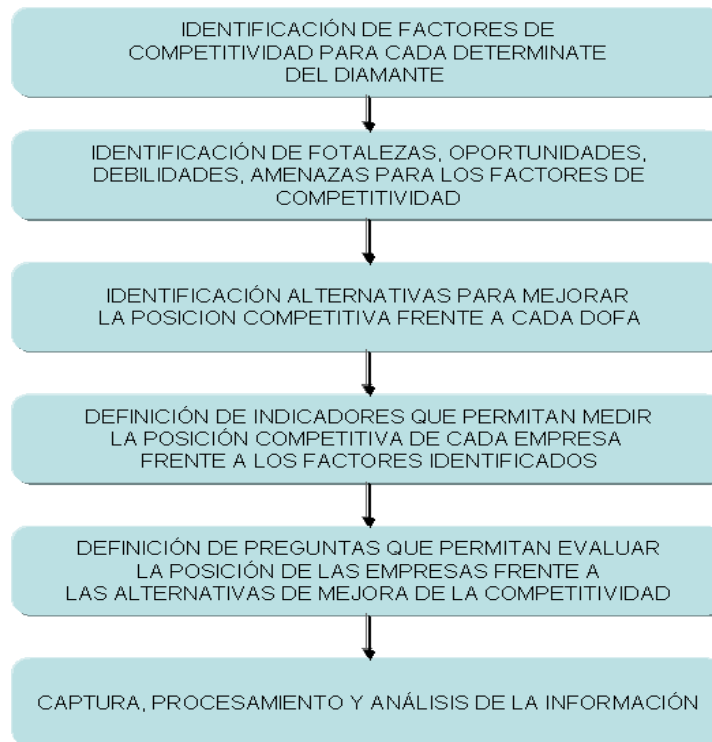 IDENTIFICACIÓN DE FACTORES DE
COMPETITIVIDAD PARA CADA DETERMINATE
DEL DIAMANTE
IDENTIFICACIÓN DE FOTALEZAS, OPORTUNIDADES,
DEBILIDADES, AMENAZAS PARA LOS FACTORES DE
COMPETITIVIDAD
IDENTIFICACIÓN ALTERNATIVAS PARA MEJORAR
LA POSICION COMPETITIVA FRENTE A CADA DOFA
DEFINICIÓN DE INDICADORES QUE PERMITAN MEDIR
LA POSICIÓN COMPETITIVA DE CADA EMPRESA
FRENTE A LOS FACTORES IDENTIFICADOS
DEFINICIÓN DE PREGUNTAS QUE PERMITAN EVALUAR
LA POSICIÓN DE LAS EMPRESAS FRENTE A
LAS ALTERNATIVAS DE MEJORA DE LA COMPETITIVIDAD
CAPTURA, PROCESAMIENTO Y ANÁLISIS DE LA INFORMACIÓN